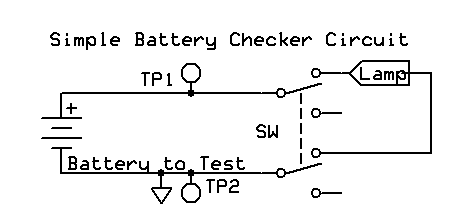 Simple Battery Checker Circuit
TP1
Lamp
+
SW
Battery to Test
TP2